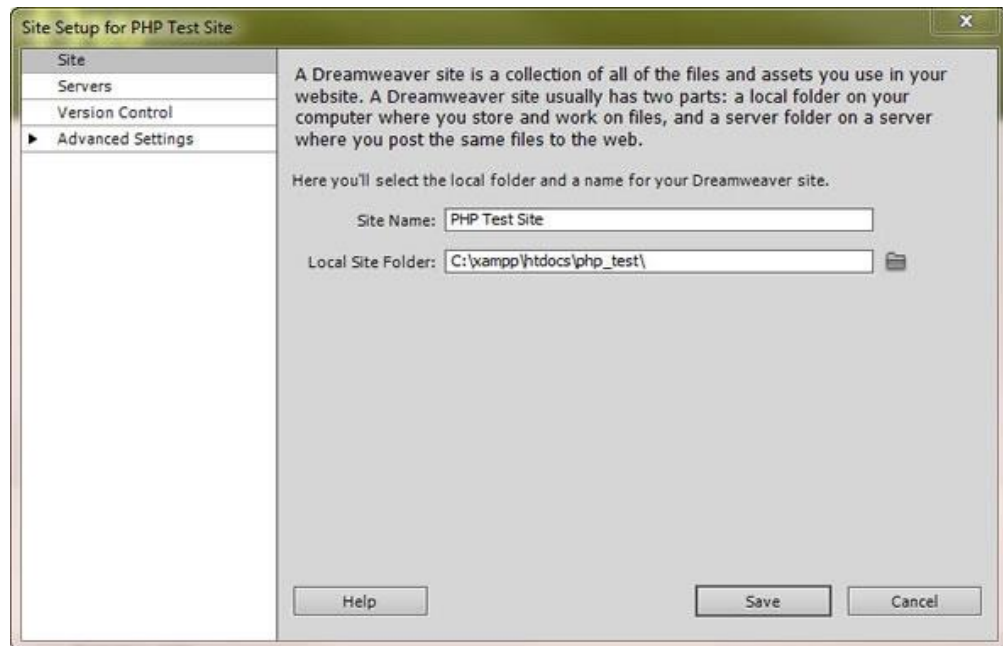 Site Setup for PHP Test Site
x
Site
Servers
Version Control
Advanced Settings
A Dreamweaver site is a collection of all of the files and assets you use in your
website. A Dreamweaver site usually has two parts: a local folder on your
computer where you store and work on files, and a server folder on a server
where you post the same files to the web.
Here you'll select the local folder and a name for your Dreamweaver site.
Site Name: PHP Test Site
Local Site Folder: C:\xampp\htdocs\php_test\
Help
Save
Cancel